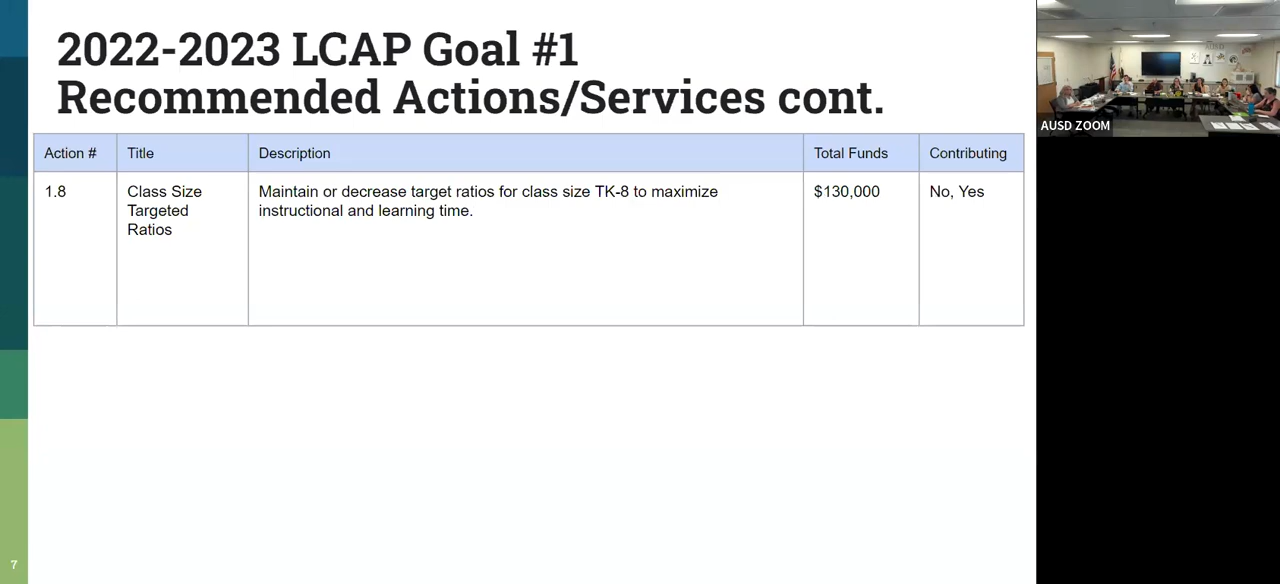 2022-2023 LCAP Goal #1
Recommended Actions/Services cont.
Action #
Title
Description
Total Funds
Contributing
1.8
Class Size
Targeted
Ratios
Maintain or decrease target ratios for class size TK-8 to maximize
instructional and learning time.
$130,000
No, Yes
7
AUSD ZOOM